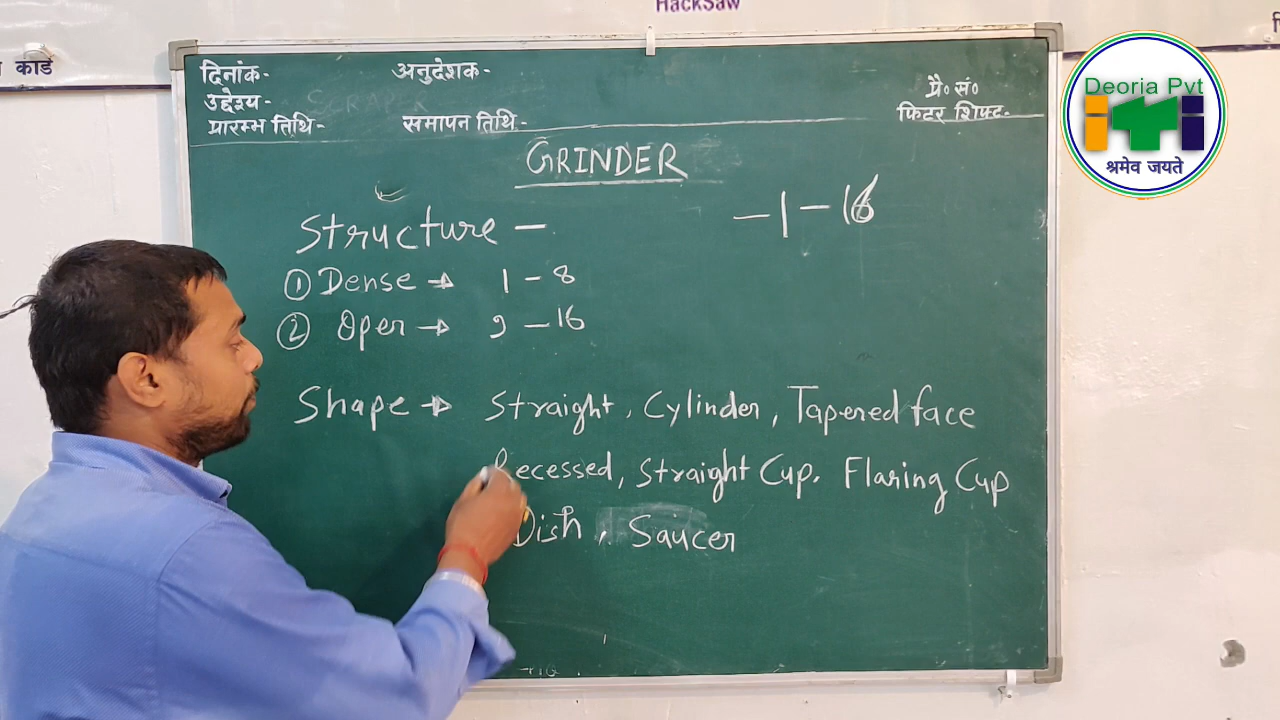 HackSaw
कार्ड
दिनांक- अनुदेशक-
उद्देश्य- SCRAPER प्रै० सं०
प्रारम्भ तिथि- समापन तिथि- फिटर शिफ्ट-
Deoria Pvt
ITI
श्रमेव जयते
GRINDER
Structure - - 1 - 16
① Dense → 1 - 8
② Oper → 9 - 16
Shape → Straight, Cylinder, Tapered face
Recessed, Straight Cup. Flaring Cup
Dish, Saucer